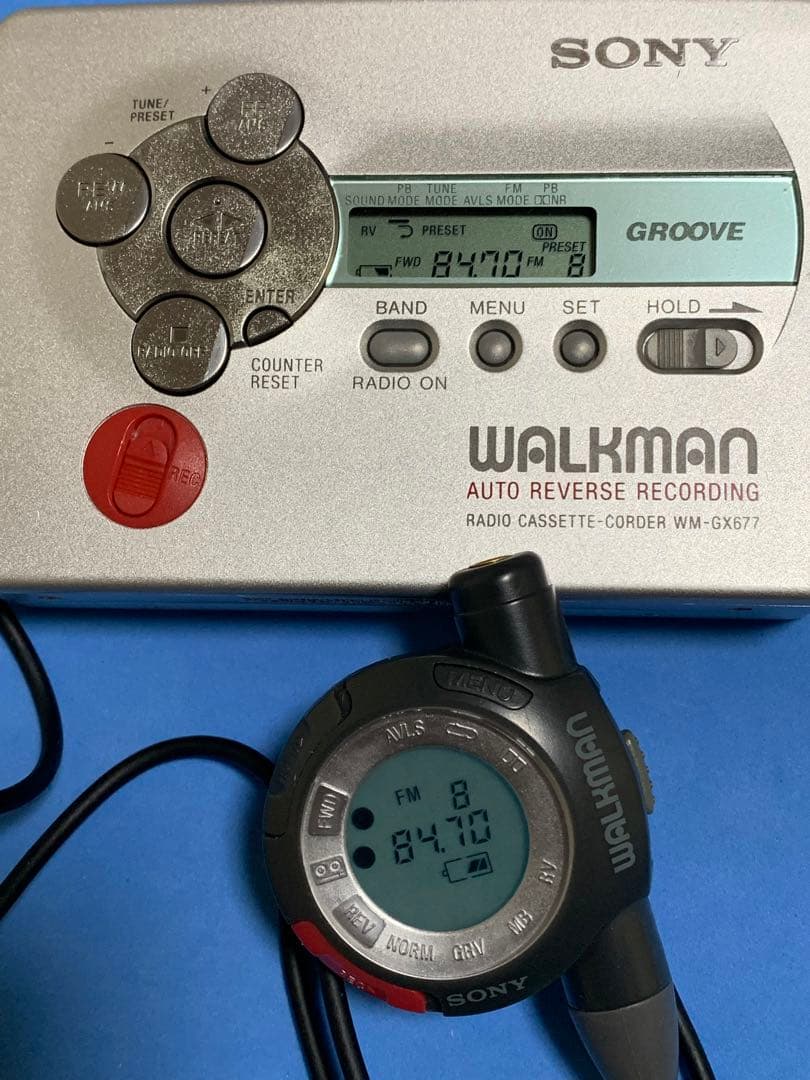 SONY
TUNE/
PRESET
+
-
FF
AMS
REW
AMS
PB TUNE FM PB
SOUND MODE MODE AVLS MODE NR
RV PRESET ON
PRESET
FWD 84.70 FM 8
GROOVE
ENTER
BAND MENU SET HOLD
RADIO OFF
COUNTER
RESET
RADIO ON
REC
WALKMAN
AUTO REVERSE RECORDING
RADIO CASSETTE-CORDER WM-GX677
MENU
AVLS
WALKMAN
FM 8
84.70
FWD
REV
NORM
GRV
MB
RV
SONY